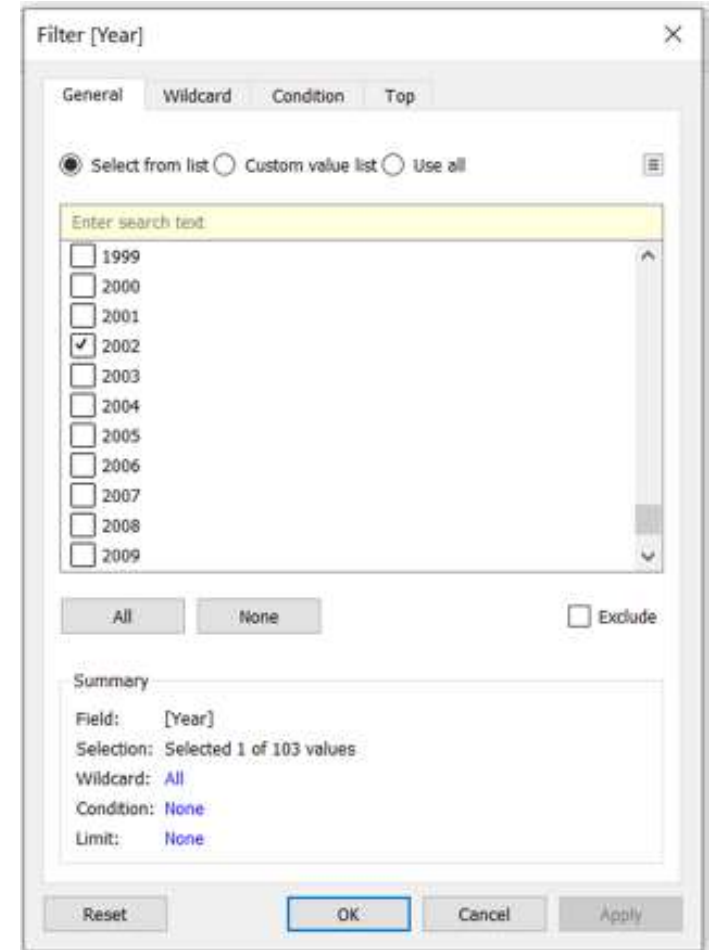 Filter [Year]
General Wildcard Condition Top
Select from list Custom value list Use all
Enter search text
1999
2000
2001
2002
2003
2004
2005
2006
2007
2008
2009
All None Exclude
Summary
Field: [Year]
Selection: Selected 1 of 103 values
Wildcard: All
Condition: None
Limit: None
Reset OK Cancel Apply